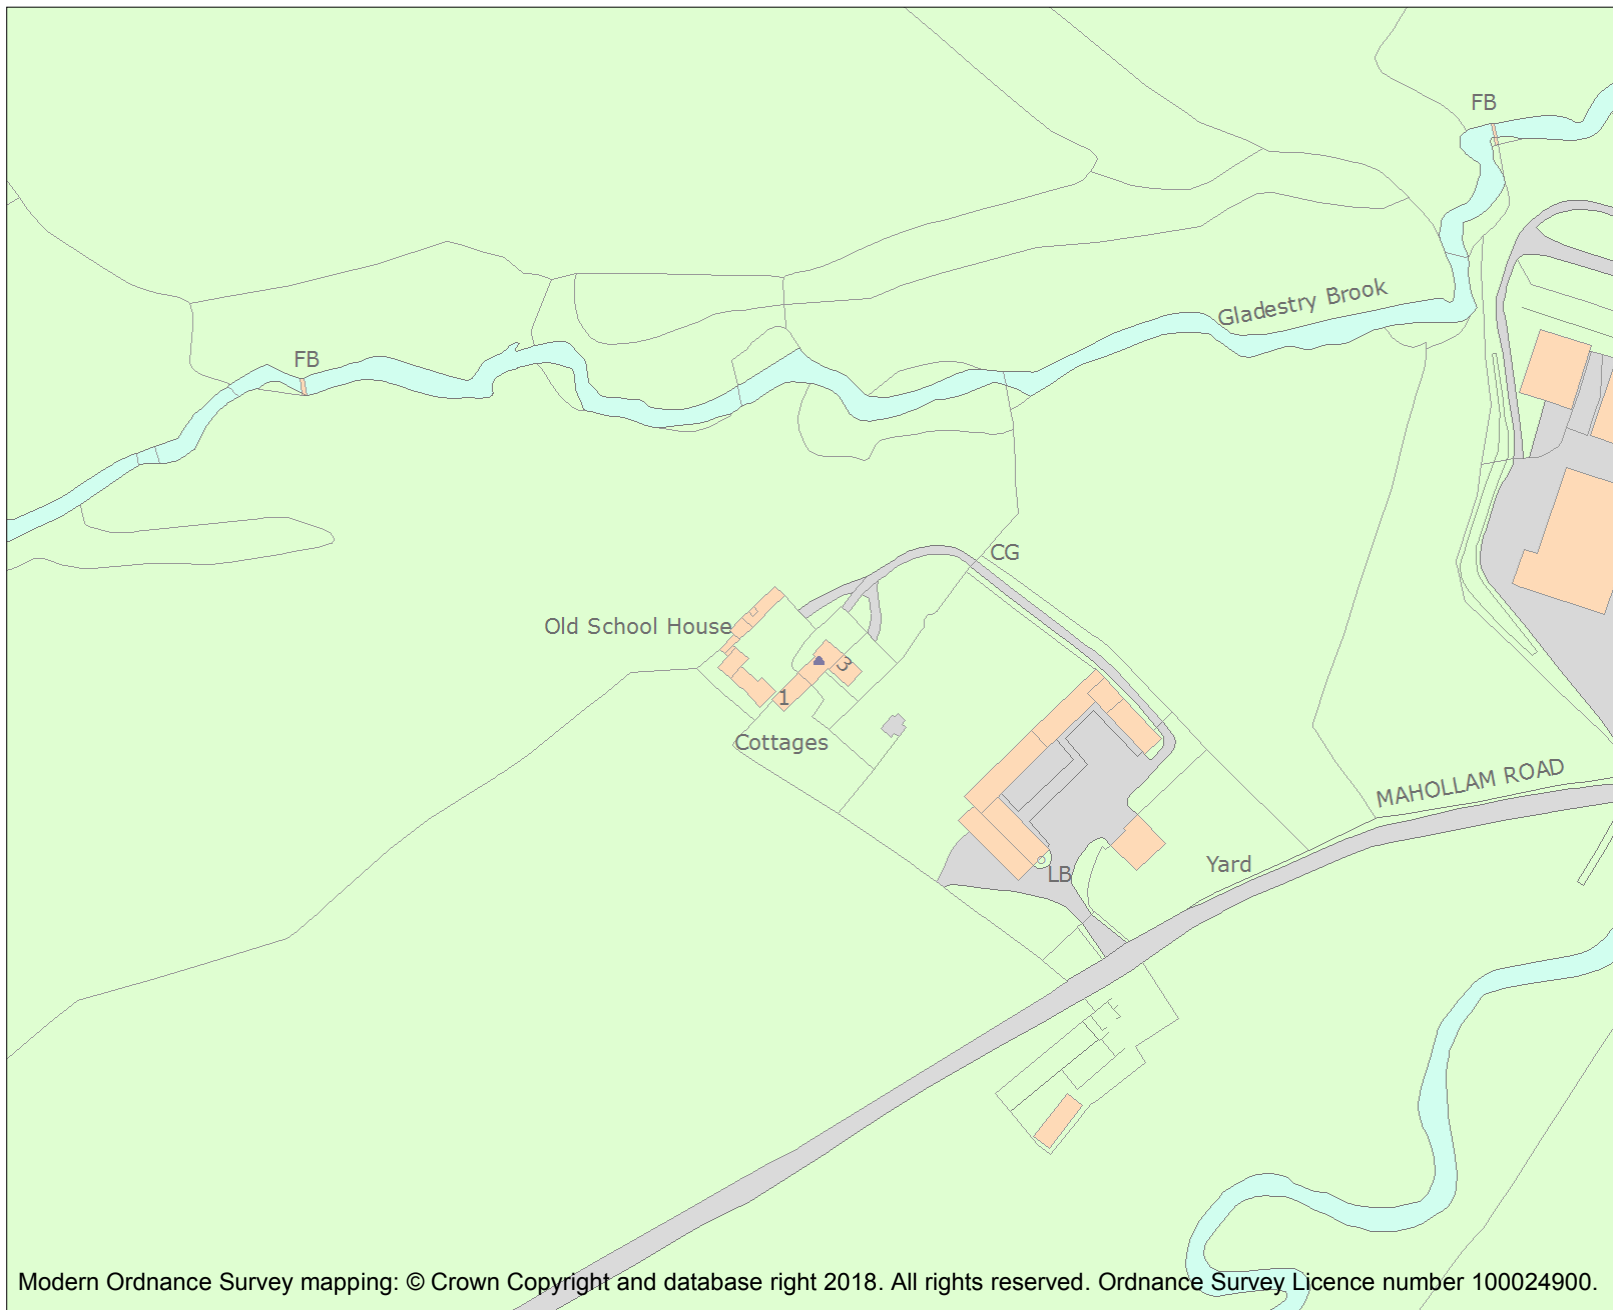 FB
Gladestry Brook
FB
CG
Old School House
3
1
Cottages
MAHOLLAM ROAD
Yard
LB
Modern Ordnance Survey mapping: © Crown Copyright and database right 2018. All rights reserved. Ordnance Survey Licence number 100024900.